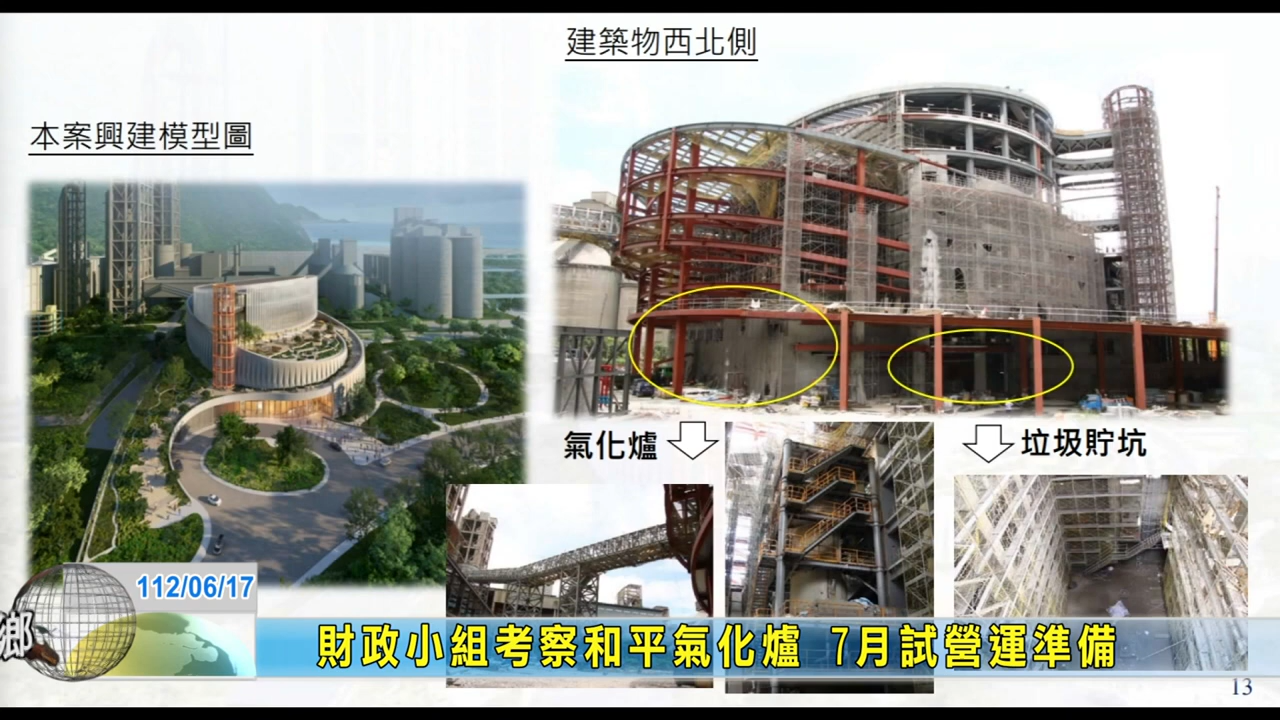 建築物西北側
本案興建模型圖
氣化爐
垃圾貯坑
112/06/17
鄉
財政小組考察和平氣化爐 7月試營運準備
13